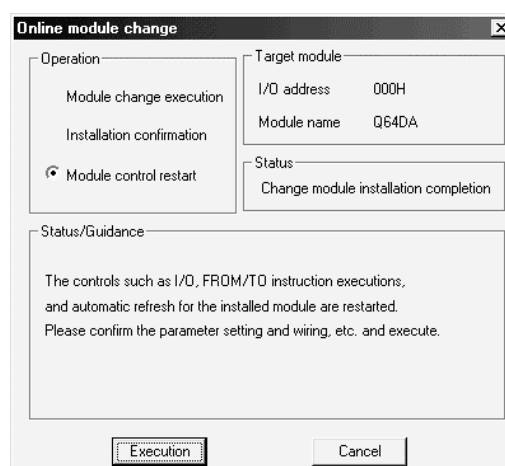 Online module change
Operation
Module change execution
Installation confirmation
Module control restart
Target module
I/O address 000H
Module name Q64DA
Status
Change module installation completion
Status/Guidance
The controls such as I/O, FROM/TO instruction executions,
and automatic refresh for the installed module are restarted.
Please confirm the parameter setting and wiring, etc. and execute.
Execution
Cancel